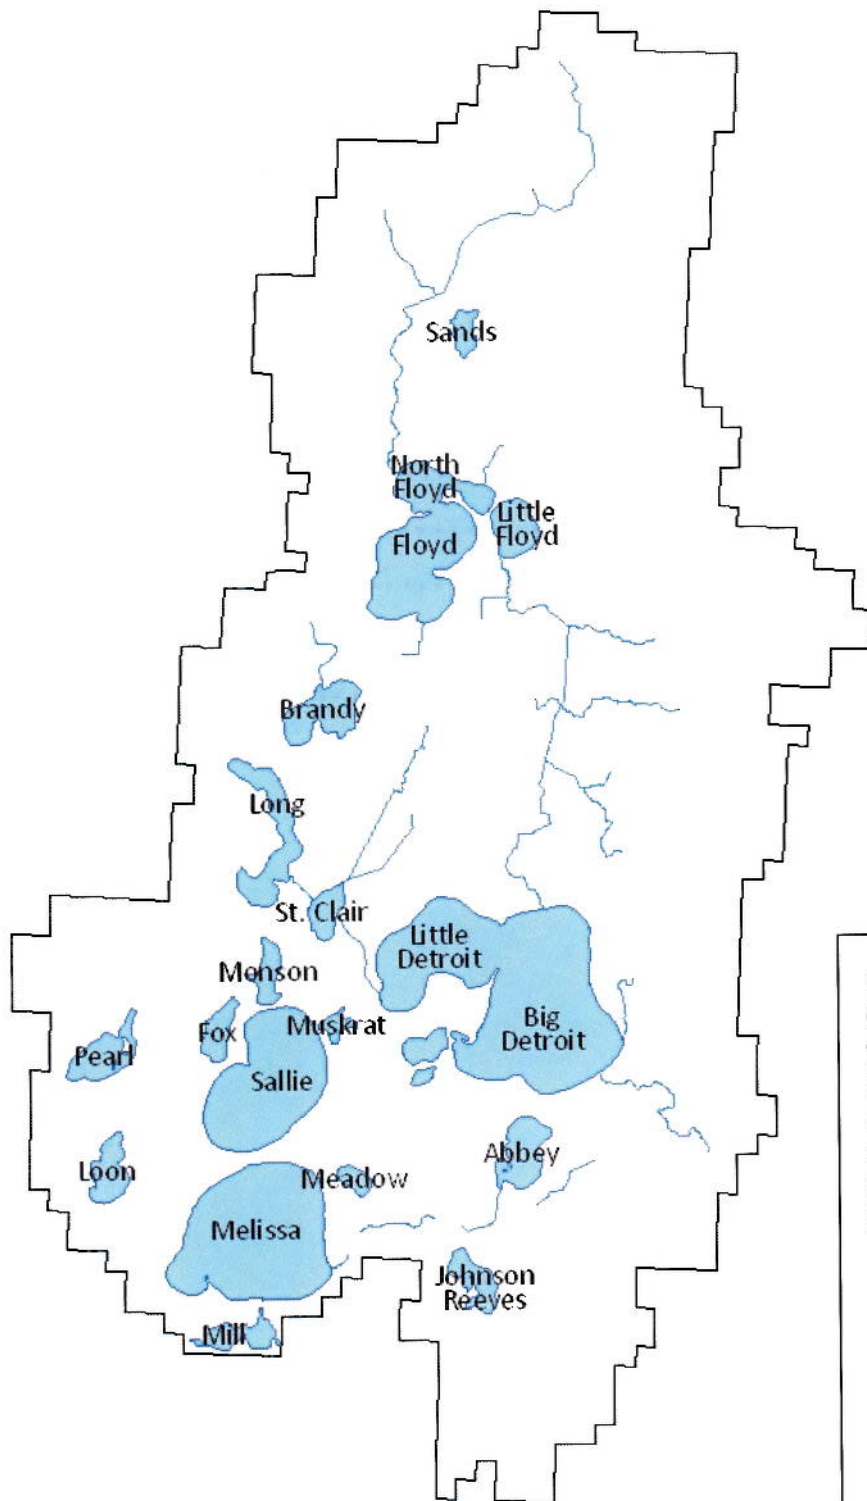 Sands
North
Floyd
Little
Floyd
Floyd
Brandy
Long
St. Clair
Little
Detroit
Monson
Big
Detroit
Fox
Muskrat
Pearl
Sallie
Abbey
Loon
Meadow
Melissa
Johnson
Reeves
Mill